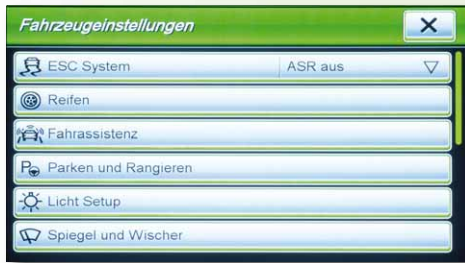 Fahrzeugeinstellungen
ESC System ASR aus
Reifen
Fahrassistenz
Parken und Rangieren
Licht Setup
Spiegel und Wischer